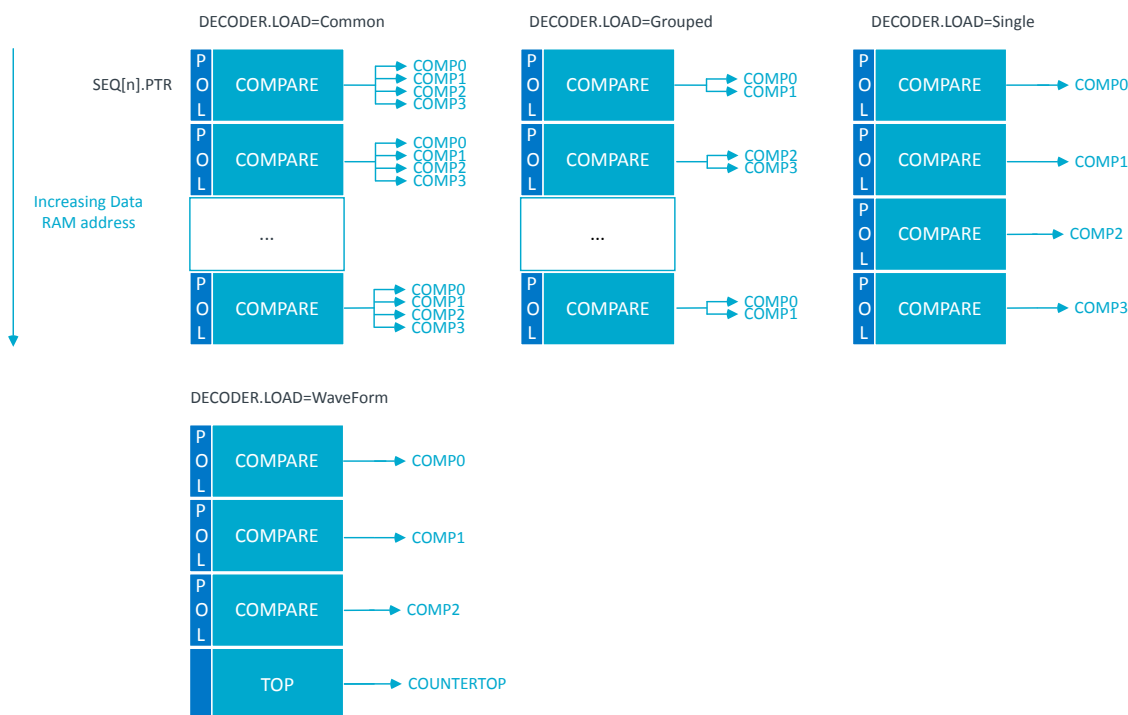 DECODER.LOAD=Common
DECODER.LOAD=Grouped
DECODER.LOAD=Single
SEQ[n].PTR
Increasing Data
RAM address
POL
COMPARE
COMP0
COMP1
COMP2
COMP3
POL
COMPARE
COMP0
COMP1
COMP2
COMP3
...
POL
COMPARE
COMP0
COMP1
COMP2
COMP3
POL
COMPARE
COMP0
COMP1
POL
COMPARE
COMP2
COMP3
...
POL
COMPARE
COMP0
COMP1
POL
COMPARE
COMP0
POL
COMPARE
COMP1
POL
COMPARE
COMP2
POL
COMPARE
COMP3
DECODER.LOAD=WaveForm
POL
COMPARE
COMP0
POL
COMPARE
COMP1
POL
COMPARE
COMP2
TOP
COUNTERTOP